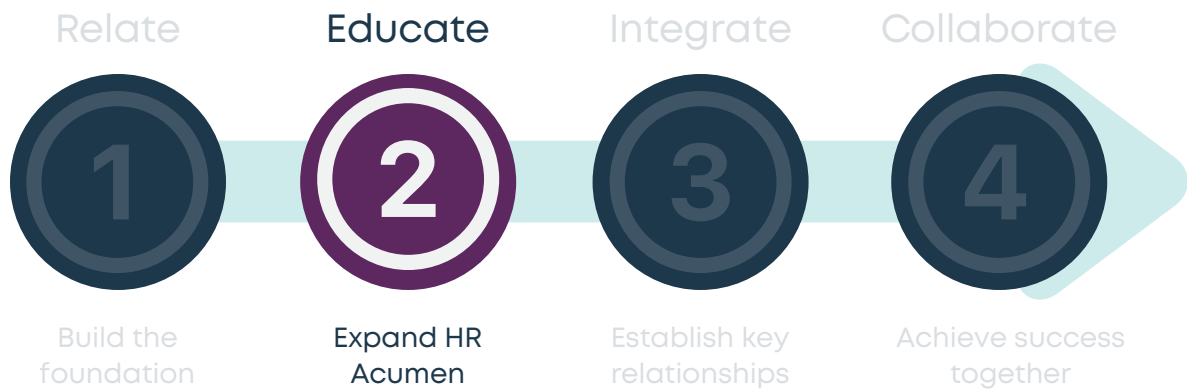 Relate
Educate
Integrate
Collaborate
1
2
3
4
Build the
foundation
Expand HR
Acumen
Establish key
relationships
Achieve success
together